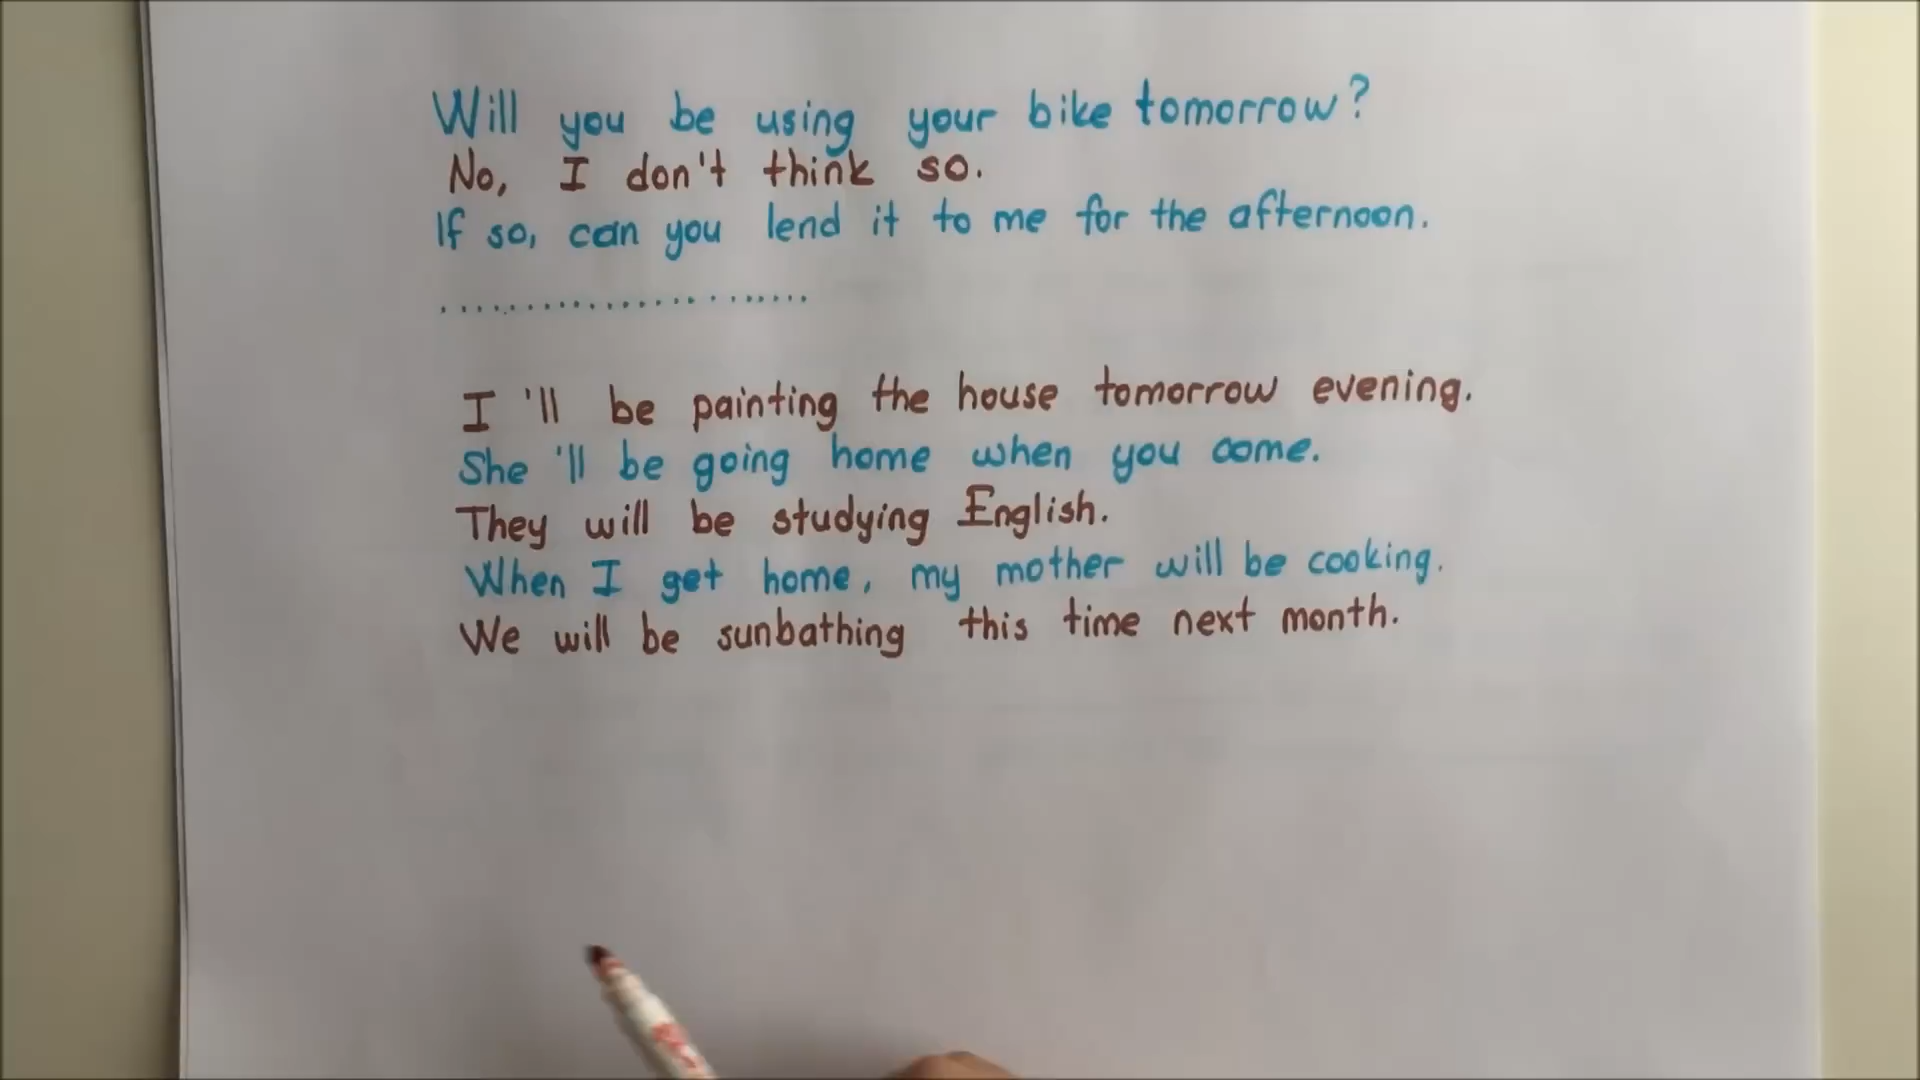 Will you be using your bike tomorrow?
No, I don't think so.
If so, can you lend it to me for the afternoon.
................................
I 'll be painting the house tomorrow evening.
She 'll be going home when you come.
They will be studying English.
When I get home, my mother will be cooking.
We will be sunbathing this time next month.